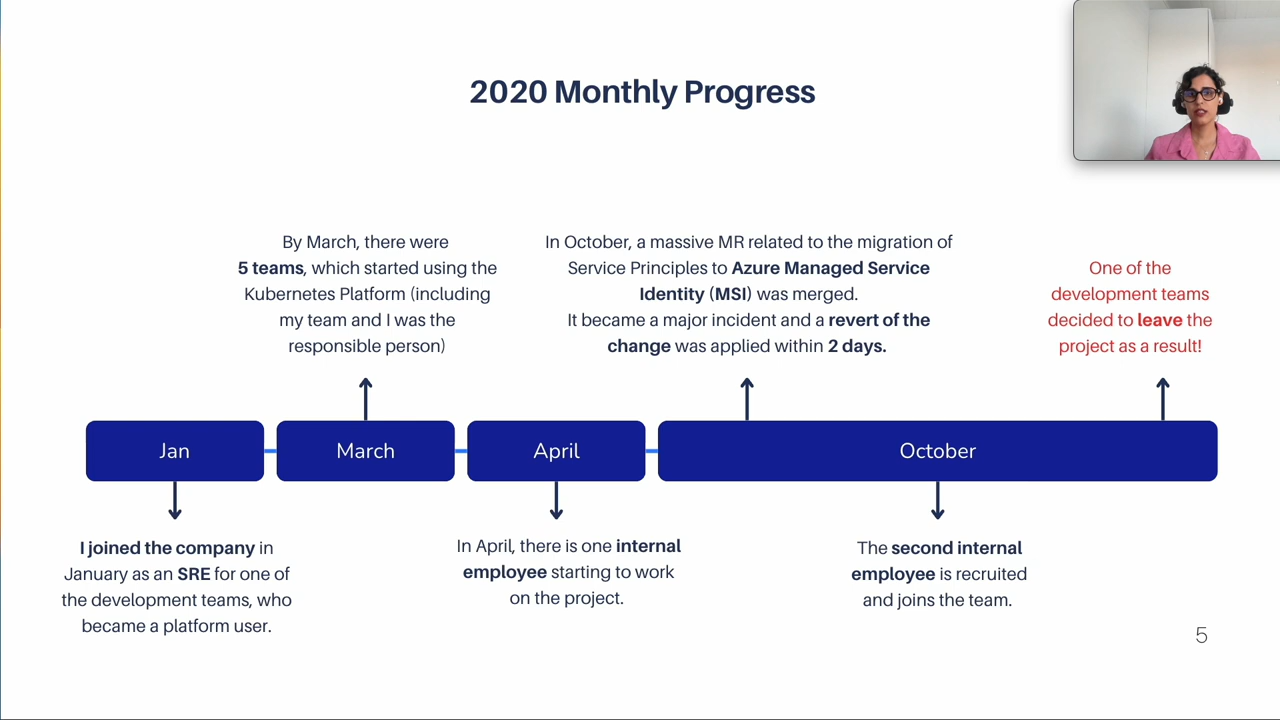 2020 Monthly Progress
By March, there were
5 teams, which started using the
Kubernetes Platform (including
my team and I was the
responsible person)
In October, a massive MR related to the migration of
Service Principles to Azure Managed Service
Identity (MSI) was merged.
It became a major incident and a revert of the
change was applied within 2 days.
One of the
development teams
decided to leave the
project as a result!
Jan
March
April
October
I joined the company in
January as an SRE for one of
the development teams, who
became a platform user.
In April, there is one internal
employee starting to work
on the project.
The second internal
employee is recruited
and joins the team.
5